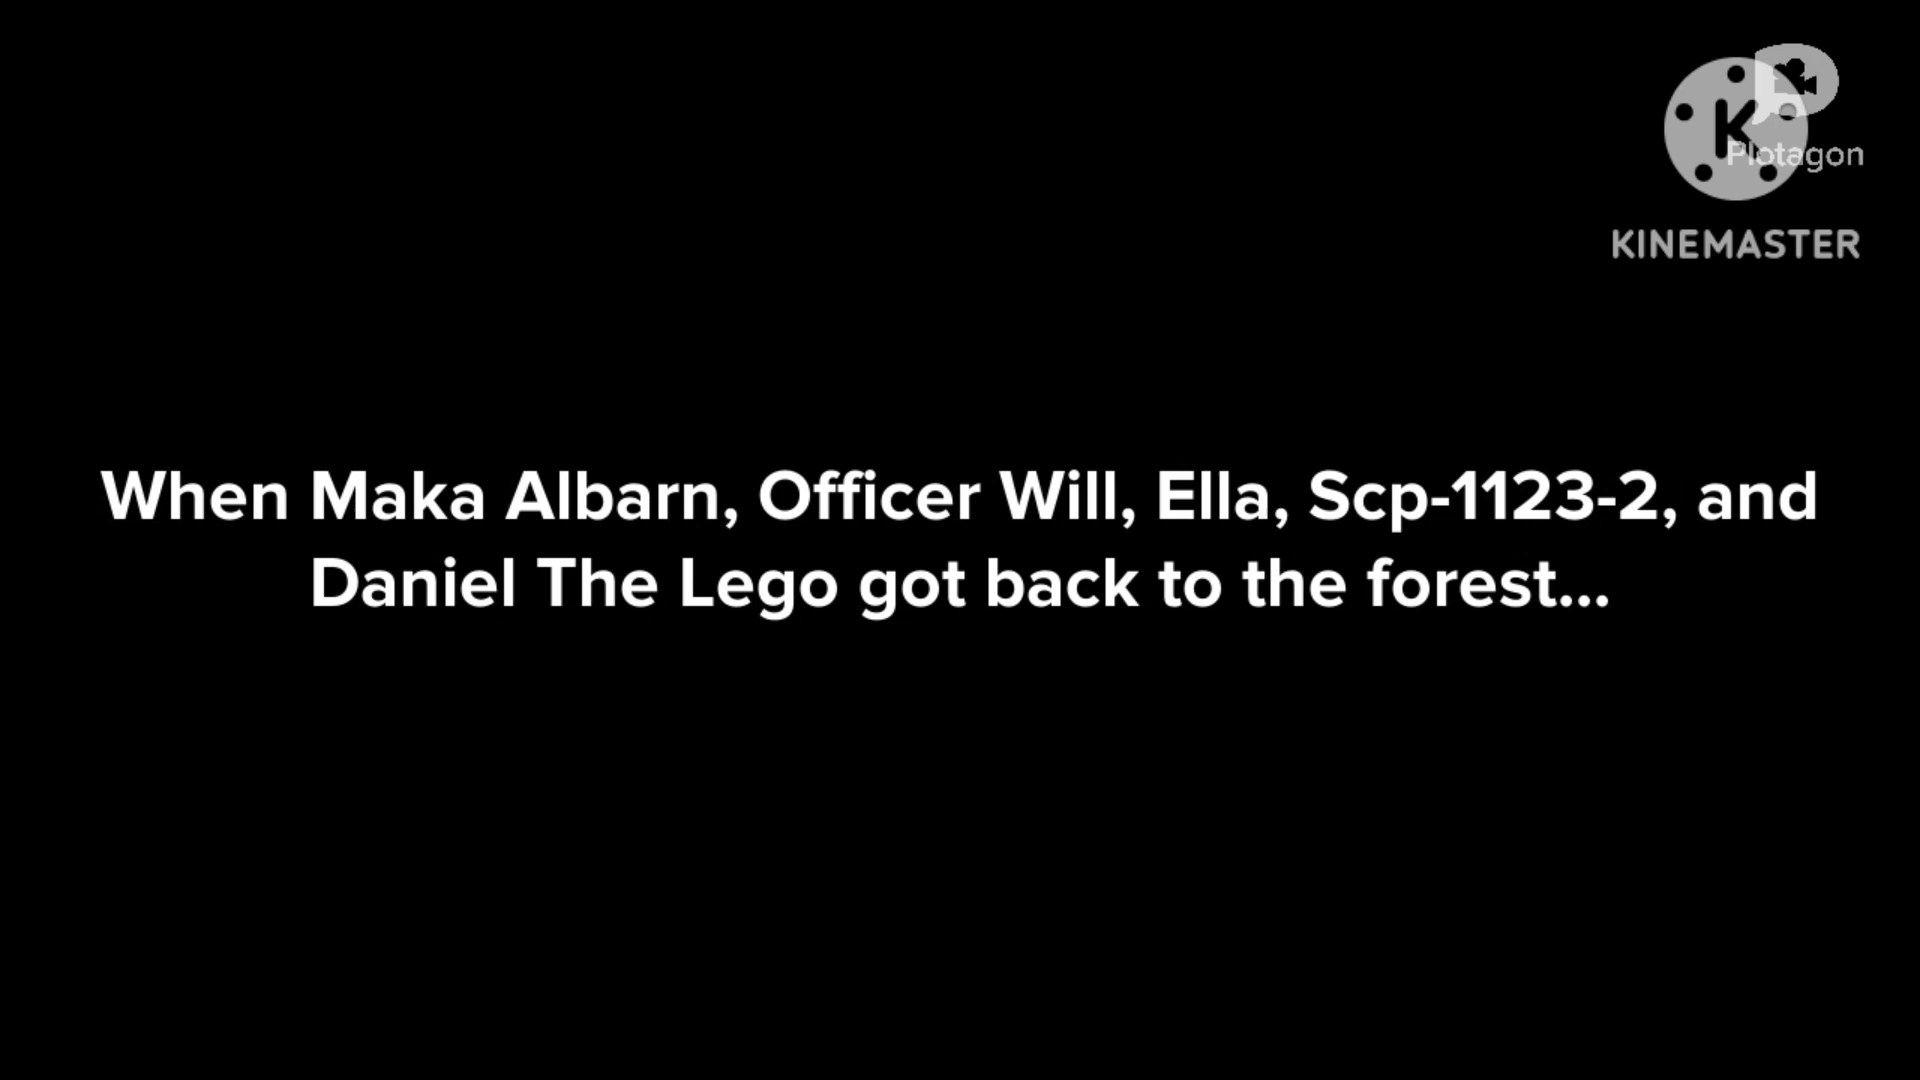 K
Plotagon
KINEMASTER
When Maka Albarn, Officer Will, Ella, Scp-1123-2, and
Daniel The Lego got back to the forest...